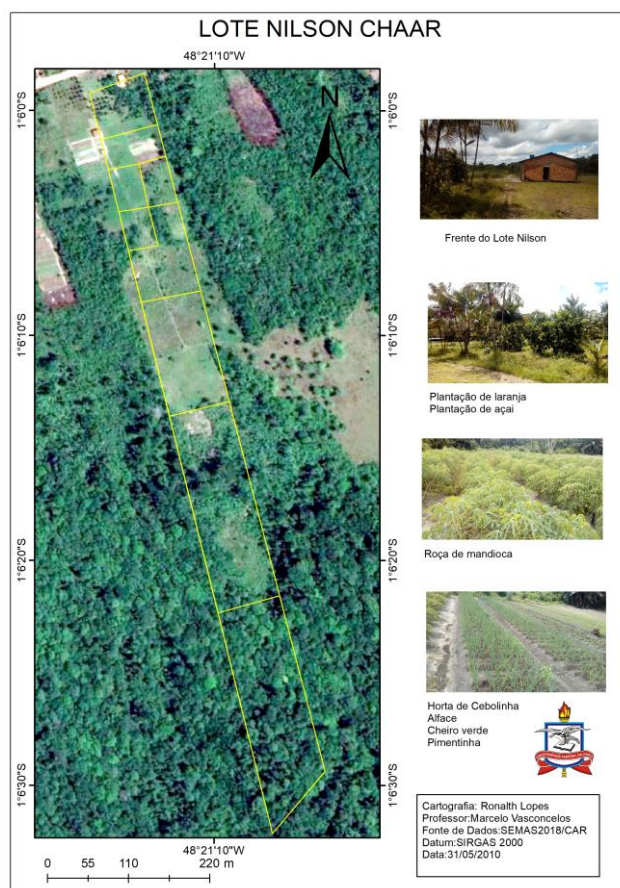 LOTE NILSON CHAAR
48°21'10"W
N
1°6'0"S
1°6'0"S
Frente do Lote Nilson
1°6'10"S
1°6'10"S
Plantação de laranja
Plantação de açai
1°6'20"S
1°6'20"S
Roça de mandioca
Horta de Cebolinha
Alface
Cheiro verde
Pimentinha
1°6'30"S
1°6'30"S
48°21'10"W
0 55 110 220 m
Cartografia: Ronalth Lopes
Professor:Marcelo Vasconcelos
Fonte de Dados:SEMAS2018/CAR
Datum:SIRGAS 2000
Data:31/05/2010